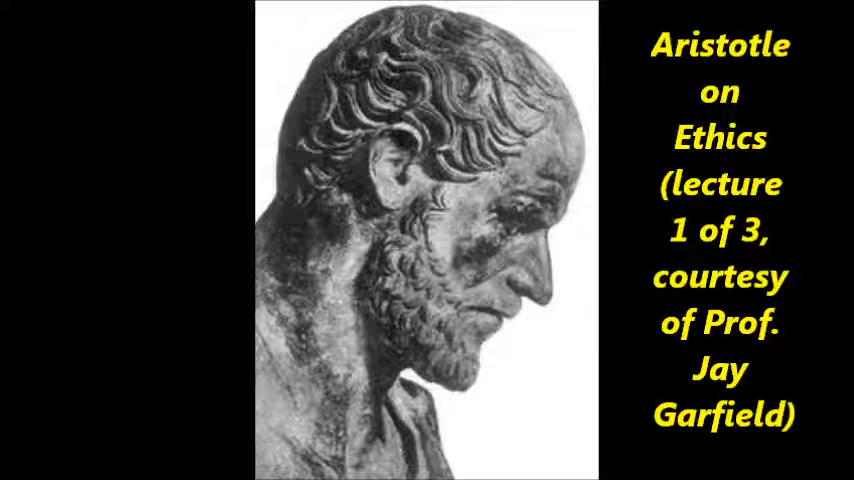 Aristotle
on
Ethics
(lecture
1 of 3,
courtesy
of Prof.
Jay
Garfield)